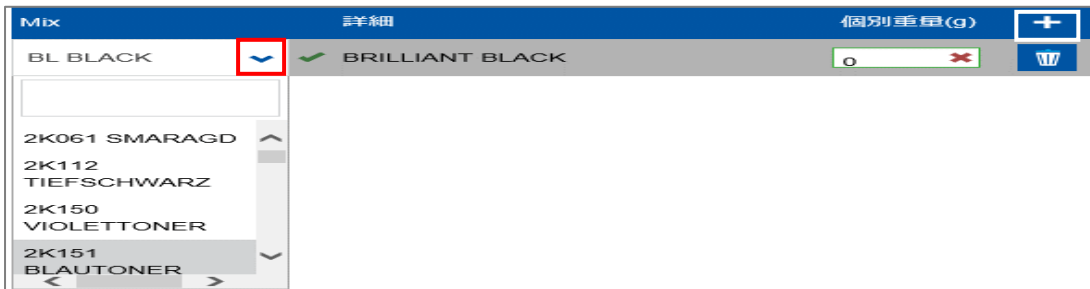 Mix 詳細 個別重量(g)
BL BLACK BRILLIANT BLACK 0
2K061 SMARAGD
2K112
TIEFSCHWARZ
2K150
VIOLETTONER
2K151
BLAUTONER